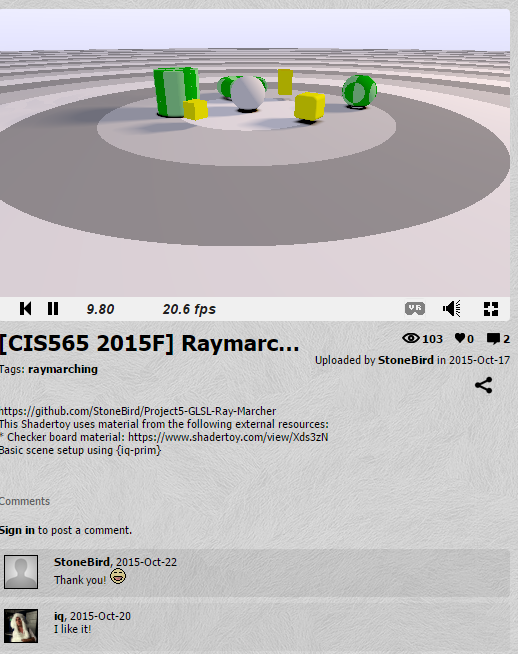 9.80 20.6 fps VR
[CIS565 2015F] Raymarc... 103 0 2
Uploaded by StoneBird in 2015-Oct-17
Tags: raymarching
https://github.com/StoneBird/Project5-GLSL-Ray-Marcher
This Shadertoy uses material from the following external resources:
* Checker board material: https://www.shadertoy.com/view/Xds3zN
Basic scene setup using {iq-prim}
Comments
Sign in to post a comment.
StoneBird, 2015-Oct-22
Thank you!
iq, 2015-Oct-20
I like it!